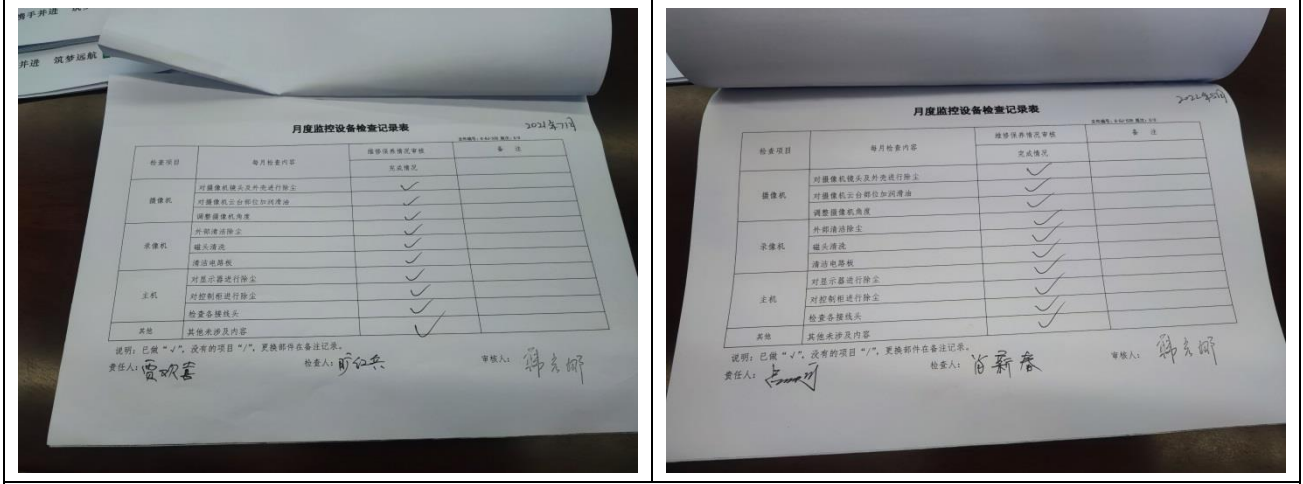 携手并进
并进 筑梦远航
月度监控设备检查记录表
检查项目 每月检查内容 维修保养情况审核 备 注
完成情况
摄像机 对摄像机镜头及外壳进行除尘 ✓
对摄像机云台部位加润滑油 ✓
调整摄像机角度 ✓
录像机 外部清洁除尘 ✓
磁头清洗 ✓
清洁电路板 ✓
主机 对显示器进行除尘 ✓
对控制柜进行除尘 ✓
检查各接线头 ✓
其他 其他未涉及内容 ✓
说明:已做“√”,没有的项目“/”,更换部件在备注记录。
责任人:贾欢喜 检查人: 审核人:
月度监控设备检查记录表
检查项目 每月检查内容 维修保养情况审核 备 注
完成情况
摄像机 对摄像机镜头及外壳进行除尘 ✓
对摄像机云台部位加润滑油 ✓
调整摄像机角度 ✓
录像机 外部清洁除尘 ✓
磁头清洗 ✓
清洁电路板 ✓
主机 对显示器进行除尘 ✓
对控制柜进行除尘 ✓
检查各接线头 ✓
其他 其他未涉及内容 ✓
说明:已做“√”,没有的项目“/”,更换部件在备注记录。
责任人: 检查人: 审核人: